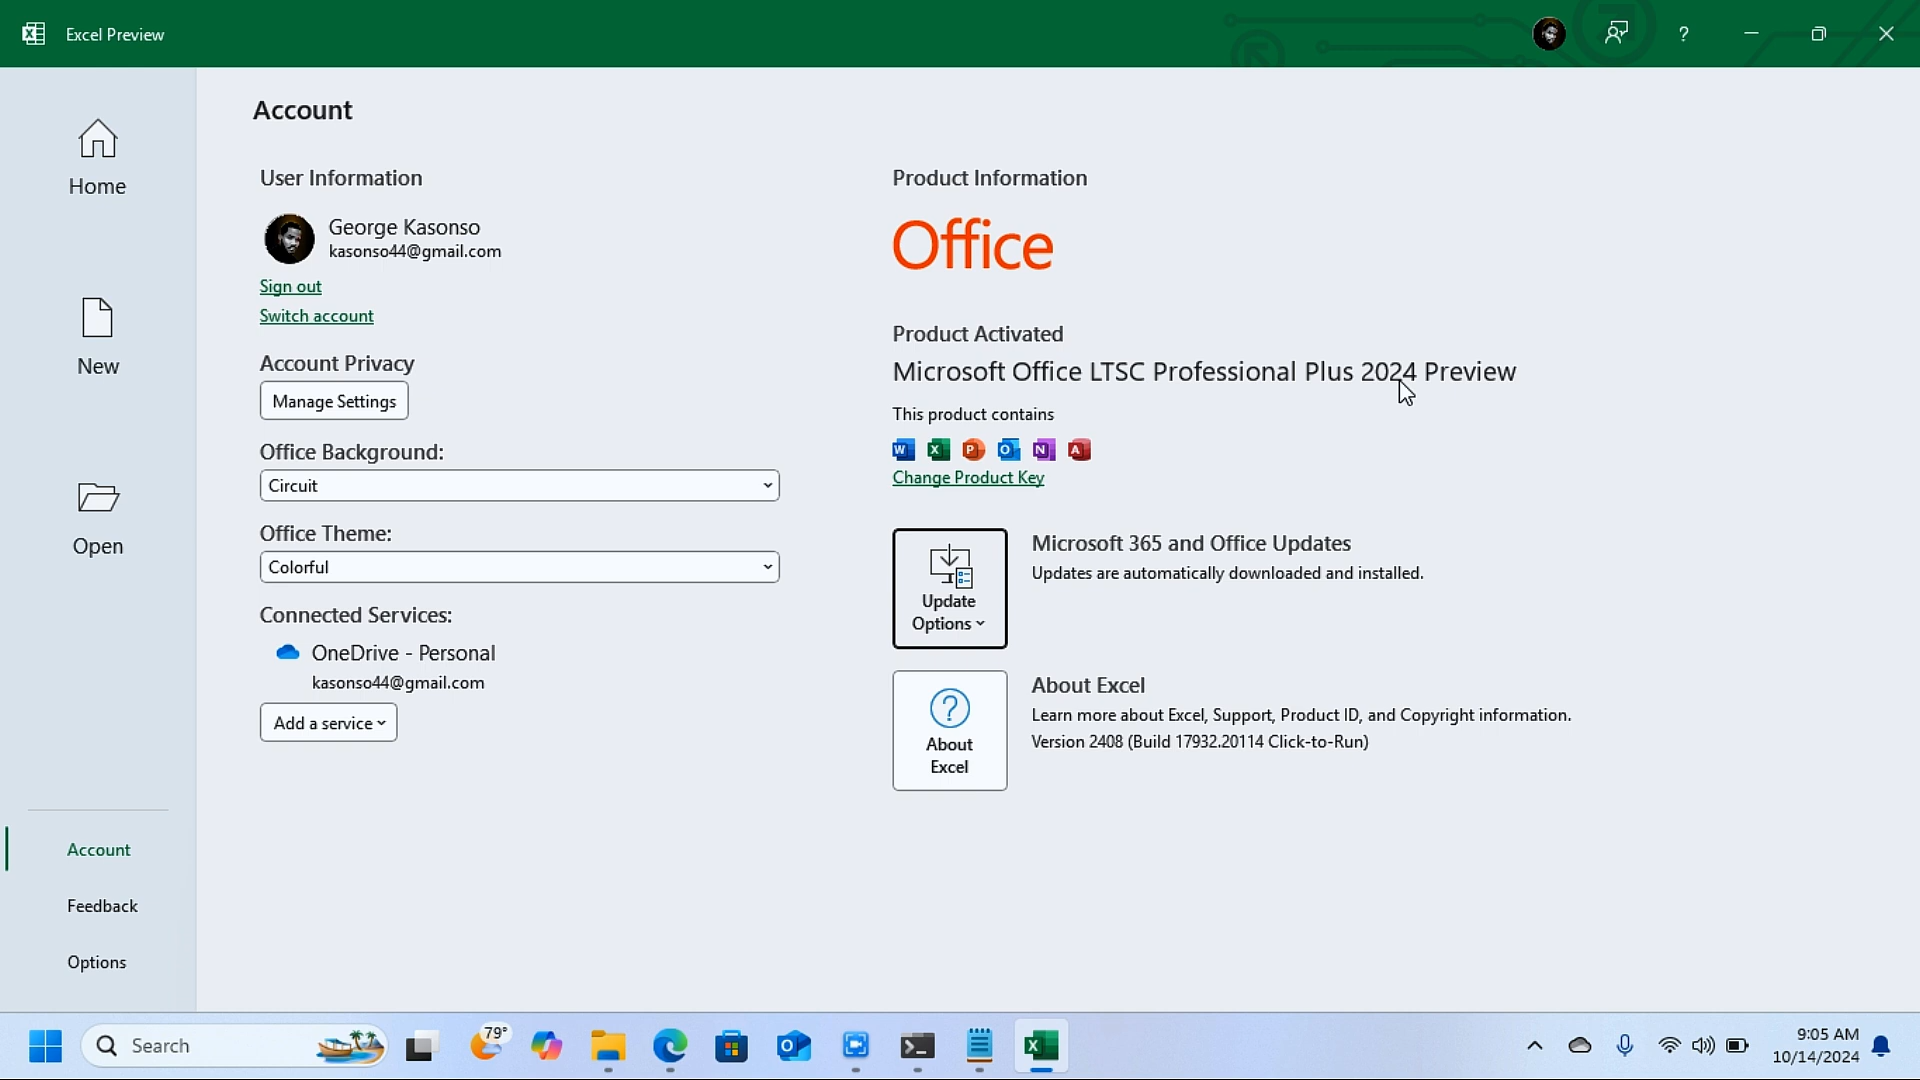 Excel Preview
?
Home
New
Open
Account
Feedback
Options
Account
User Information
George Kasonso
kasonso44@gmail.com
Sign out
Switch account
Account Privacy
Manage Settings
Office Background:
Circuit
Office Theme:
Colorful
Connected Services:
OneDrive - Personal
kasonso44@gmail.com
Add a service
Product Information
Office
Product Activated
Microsoft Office LTSC Professional Plus 2024 Preview
This product contains
W X P O N A
Change Product Key
Update
Options
Microsoft 365 and Office Updates
Updates are automatically downloaded and installed.
?
About
Excel
About Excel
Learn more about Excel, Support, Product ID, and Copyright information.
Version 2408 (Build 17932.20114 Click-to-Run)
Search
79°
9:05 AM
10/14/2024